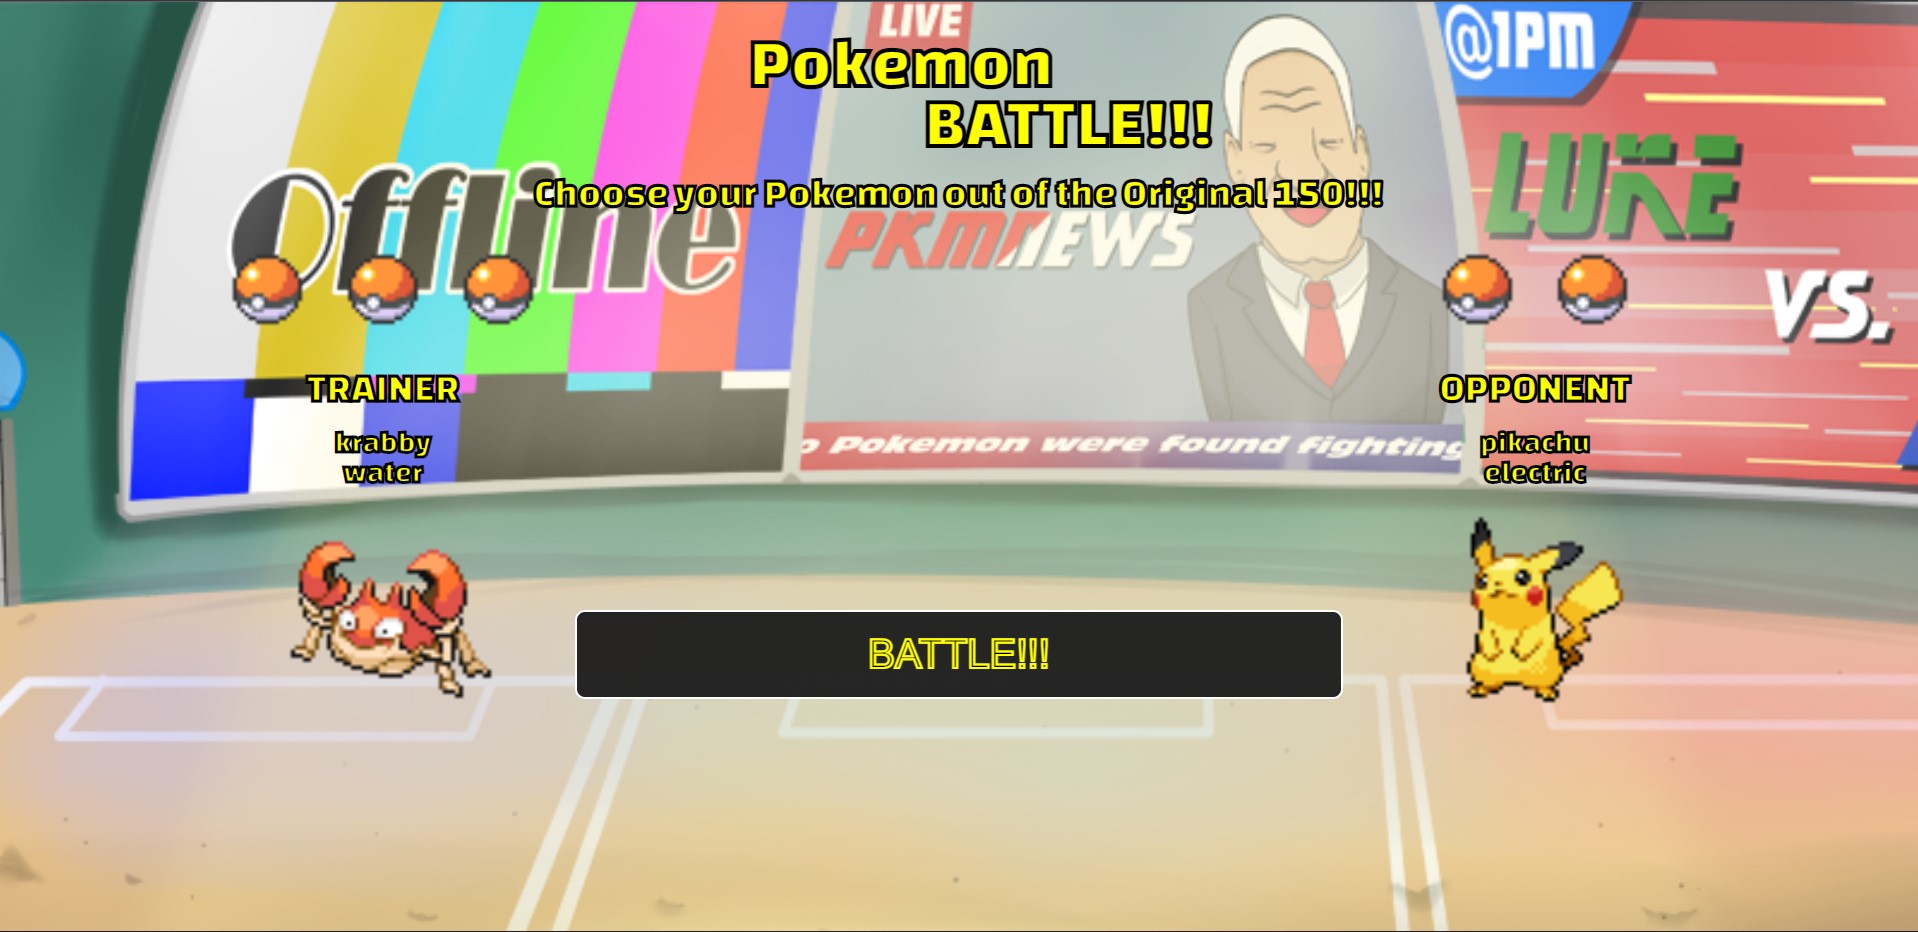 LIVE
@1PM
Pokemon
BATTLE!!!
Choose your Pokemon out of the Original 150!!!
Offline
PKMNEWS
LUKE
VS.
TRAINER
OPPONENT
o Pokemon were found fighting
krabby
water
pikachu
electric
BATTLE!!!